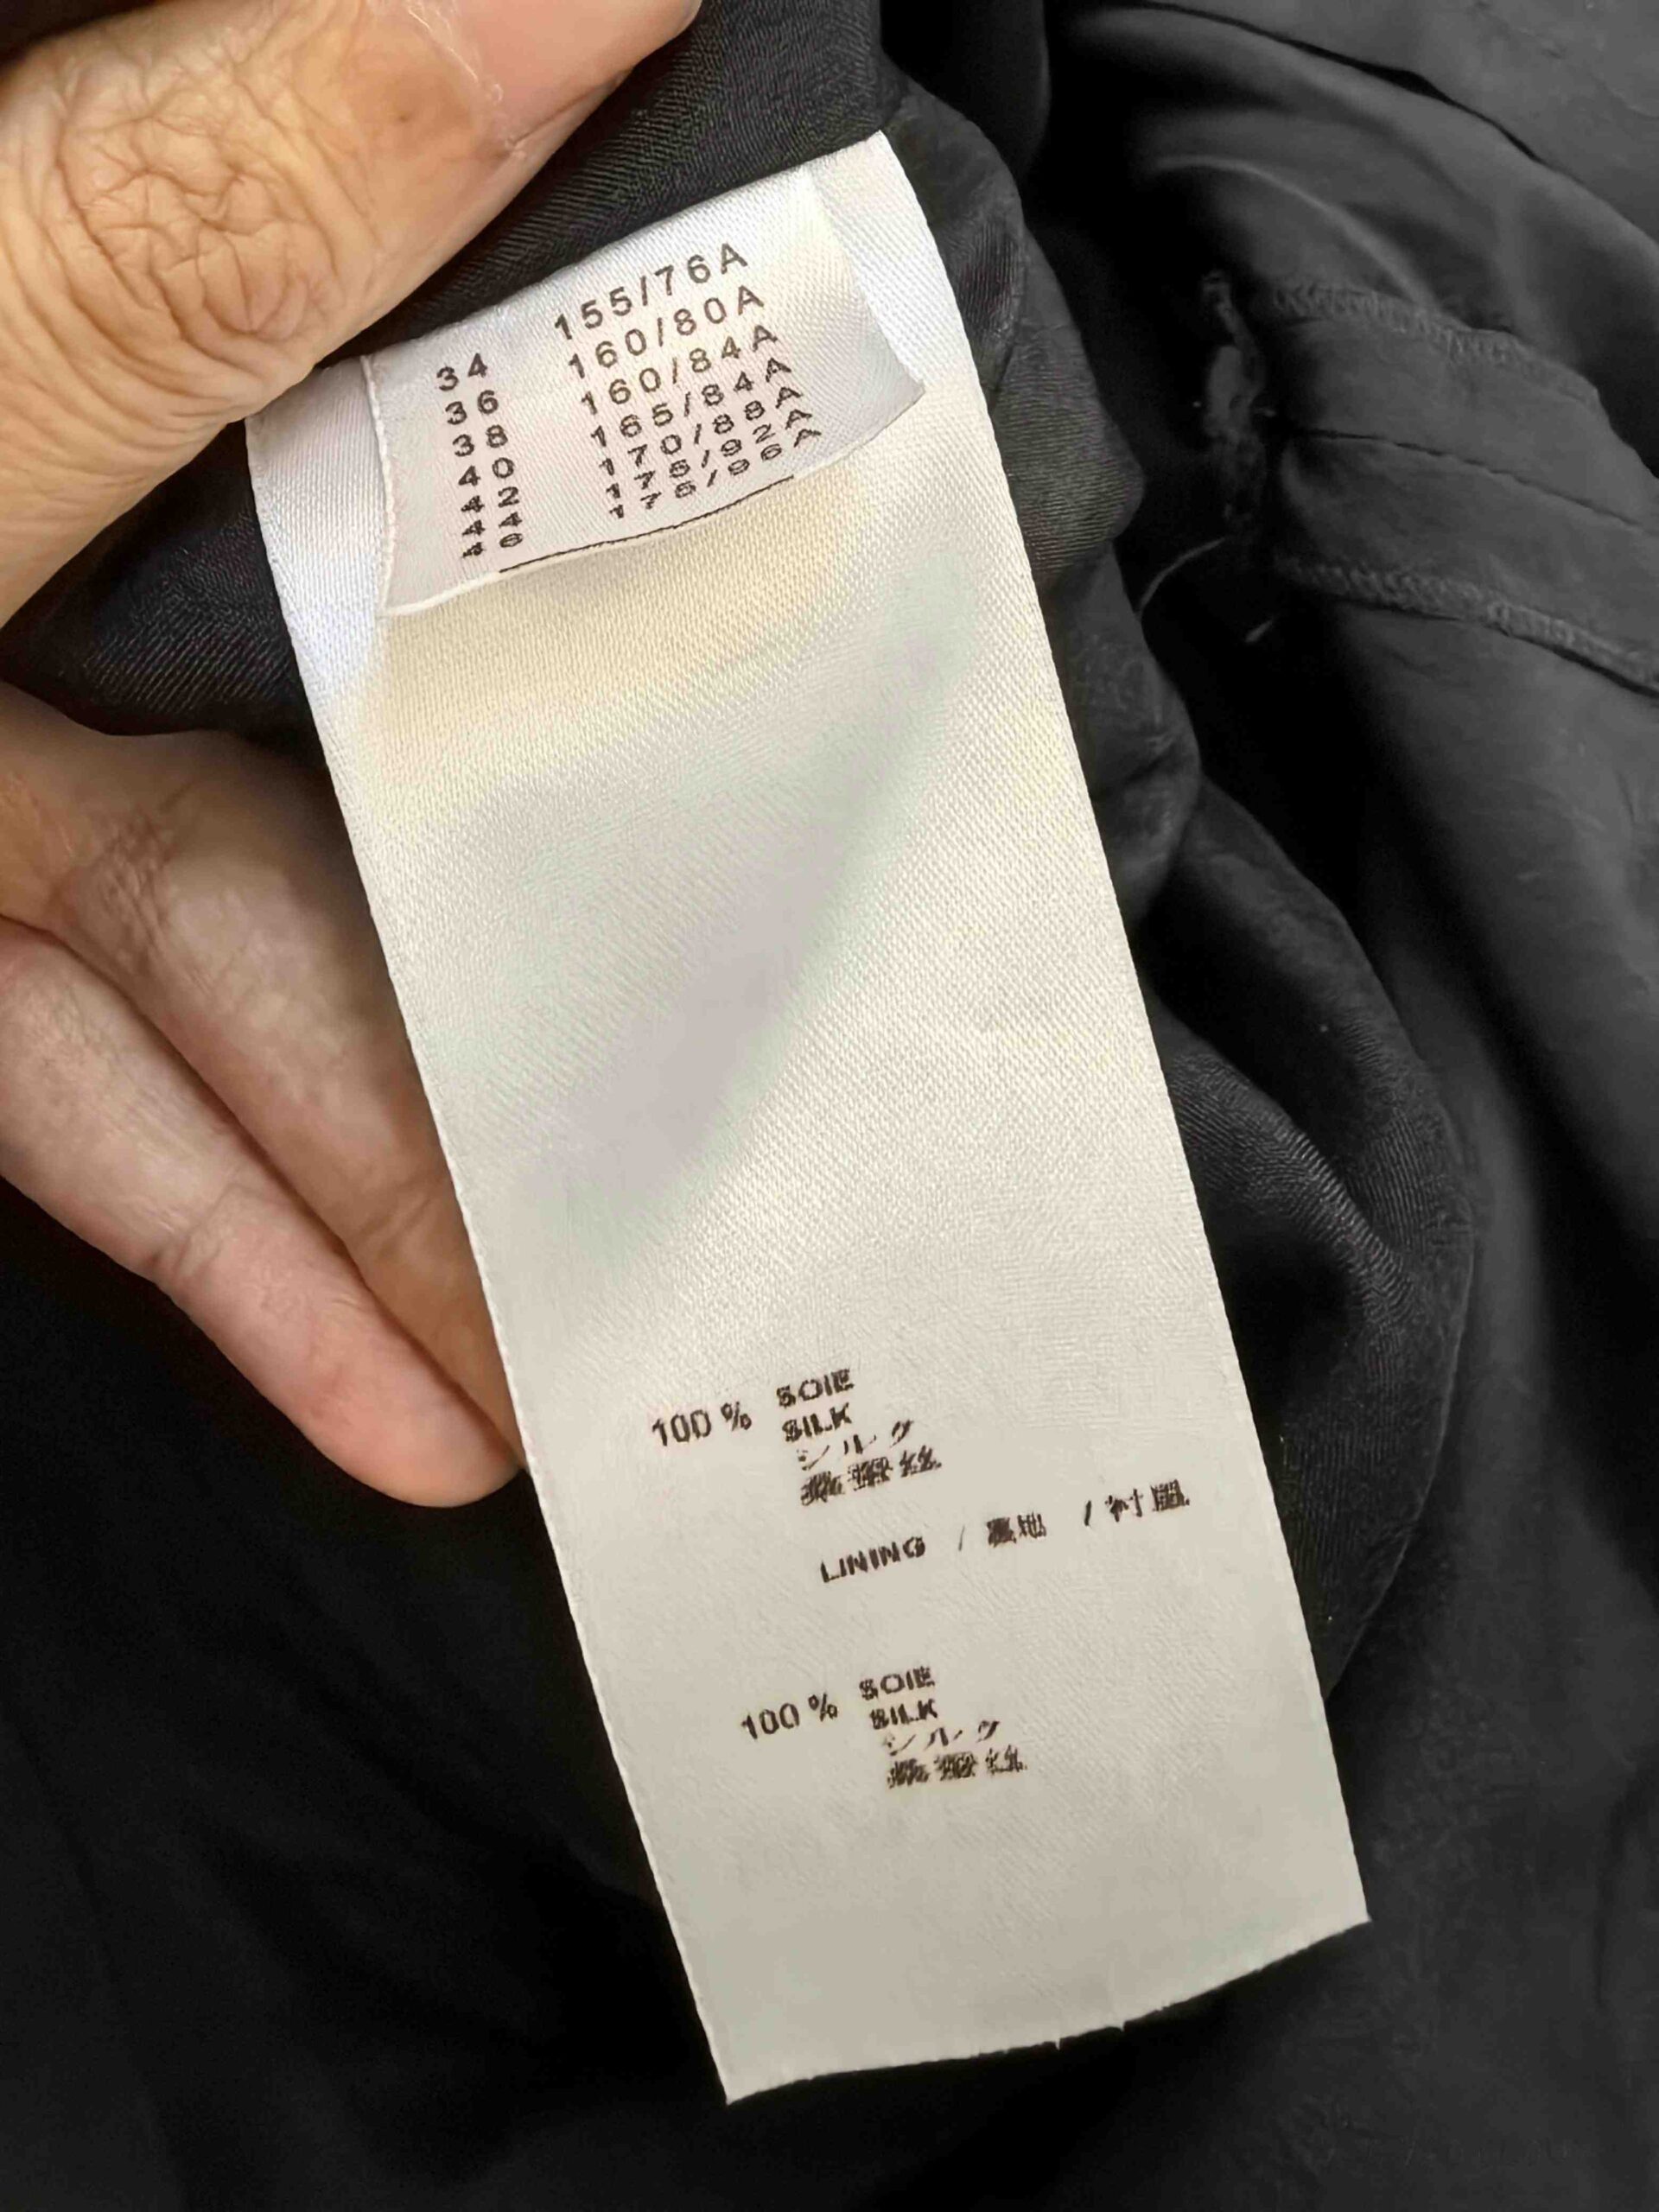 34 155/76A
36 160/80A
38 160/84A
40 165/84A
42 170/88A
44 175/92A
46 175/96A
100 % SOIE
SILK
シルク
桑蚕丝
LINING / 裏地 / 衬里
100 % SOIE
SILK
シルク
桑蚕丝